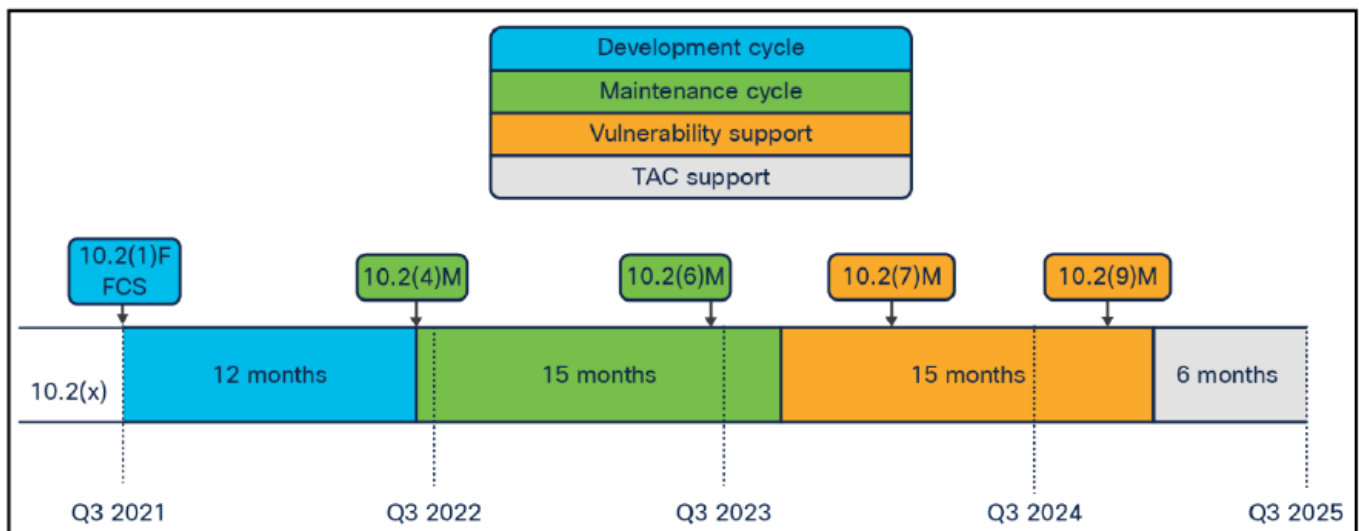 Development cycle
Maintenance cycle
Vulnerability support
TAC support
10.2(1)F
FCS
10.2(4)M
10.2(6)M
10.2(7)M
10.2(9)M
10.2(x)
12 months
15 months
15 months
6 months
Q3 2021
Q3 2022
Q3 2023
Q3 2024
Q3 2025